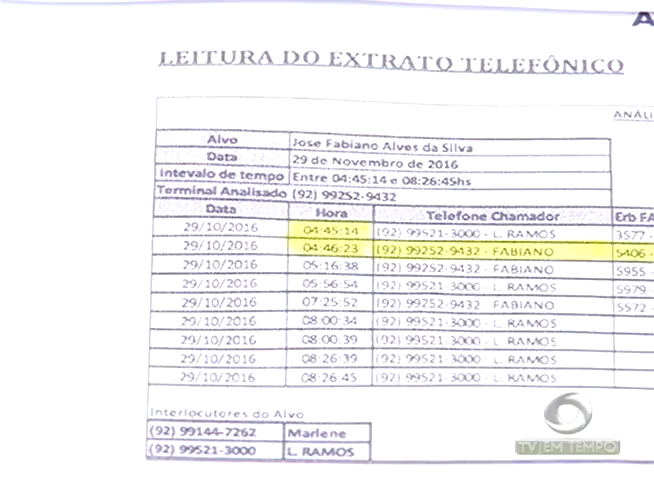 A
LEITURA DO EXTRATO TELEFÔNICO
ANÁLI
Alvo Jose Fabiano Alves da Silva
Data 29 de Novembro de 2016
Intevalo de tempo Entre 04:45:14 e 08:26:45hs
Terminal Analisado (92) 99252-9432
Data Hora Telefone Chamador Erb FA
29/10/2016 04:45:14 (92) 99521-3000 - L. RAMOS 3577 -
29/10/2016 04:46:23 (92) 99252-9432 - FABIANO 5406 -
29/10/2016 05:16:38 (92) 99252-9432 - FABIANO 5955 -
29/10/2016 05:56:54 (92) 99521-3000 - L. RAMOS 5979
29/10/2016 07:25:52 (92) 99252-9432 - FABIANO 5572 -
29/10/2016 08:00:34 (92) 99521-3000 - L. RAMOS
29/10/2016 08:00:39 (92) 99521-3000 - L. RAMOS
29/10/2016 08:26:39 (92) 99521-3000 - L. RAMOS
29/10/2016 08:26:45 (92) 99521-3000 - L. RAMOS
Interlocutores do Alvo
(92) 99144-7262 Marlene
(92) 99521-3000 L. RAMOS
TV EM TEMPO